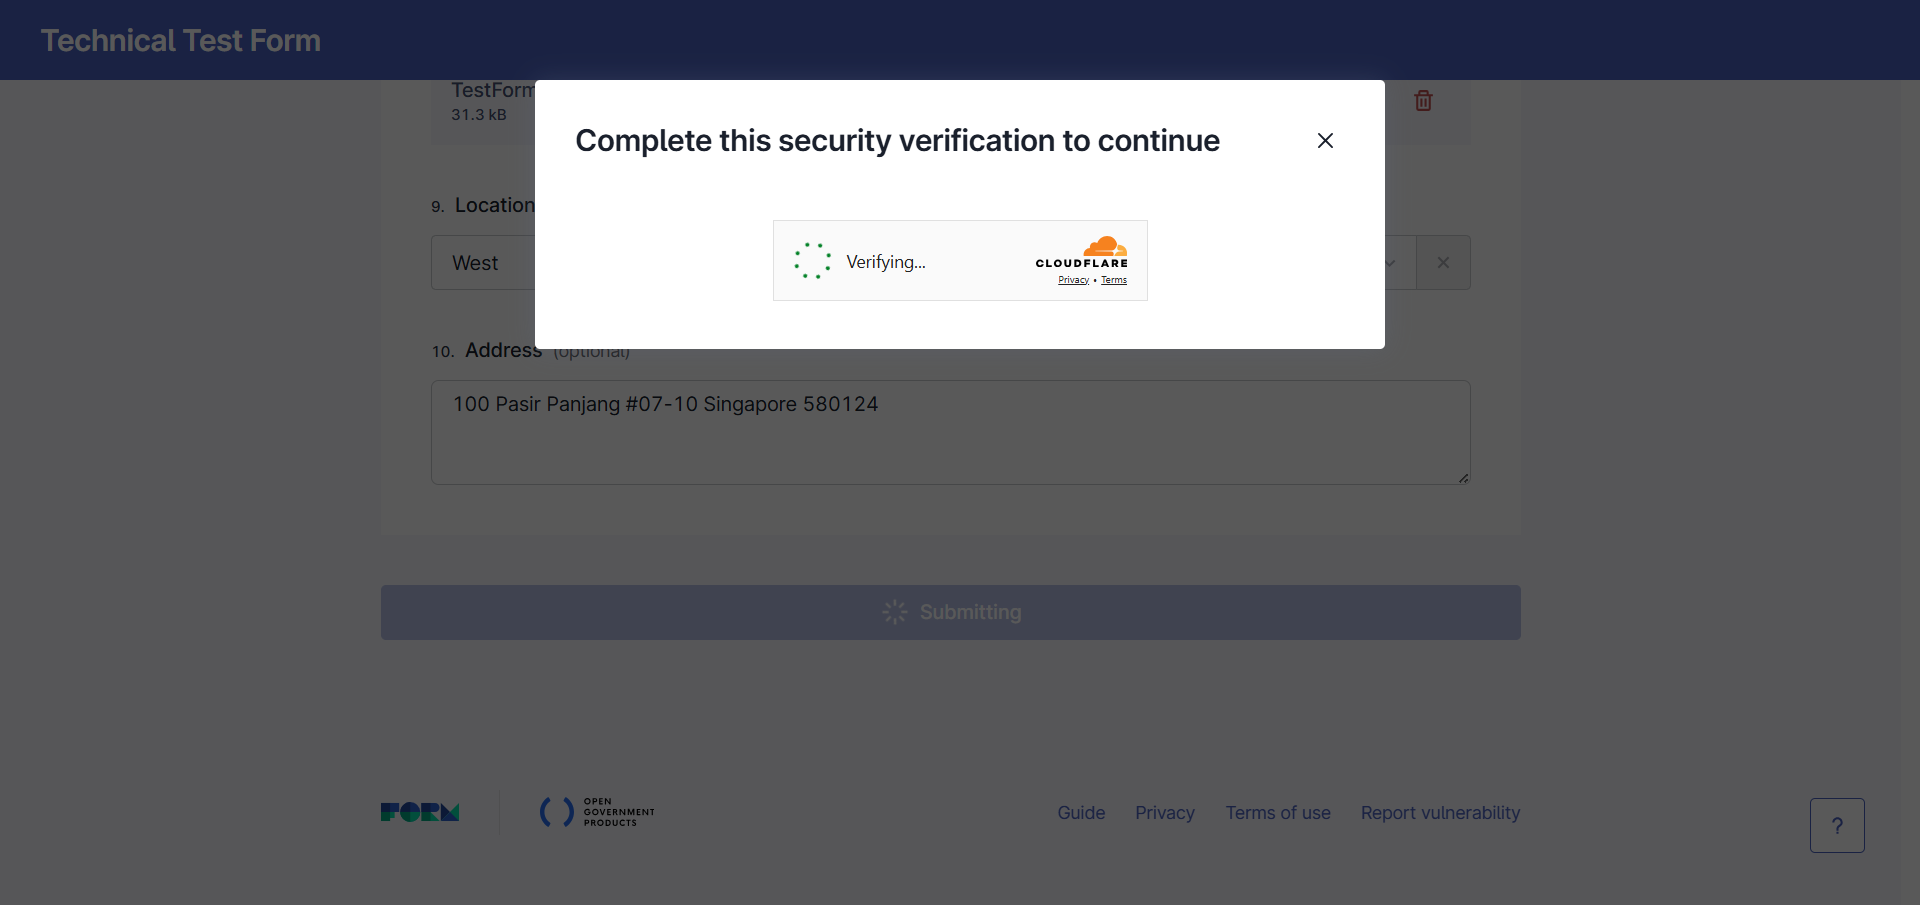 Technical Test Form
TestForm
31.3 kB
Complete this security verification to continue
Verifying...
CLOUDFLARE
Privacy • Terms
9. Location
West
10. Address (optional)
100 Pasir Panjang #07-10 Singapore 580124
Submitting
FORM
OPEN
GOVERNMENT
PRODUCTS
Guide
Privacy
Terms of use
Report vulnerability
?